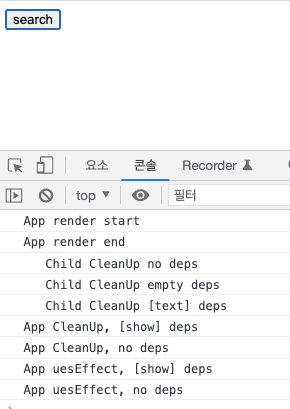 search
요소 콘솔 Recorder
top 필터
App render start
App render end
Child CleanUp no deps
Child CleanUp empty deps
Child CleanUp [text] deps
App CleanUp, [show] deps
App CleanUp, no deps
App uesEffect, [show] deps
App uesEffect, no deps